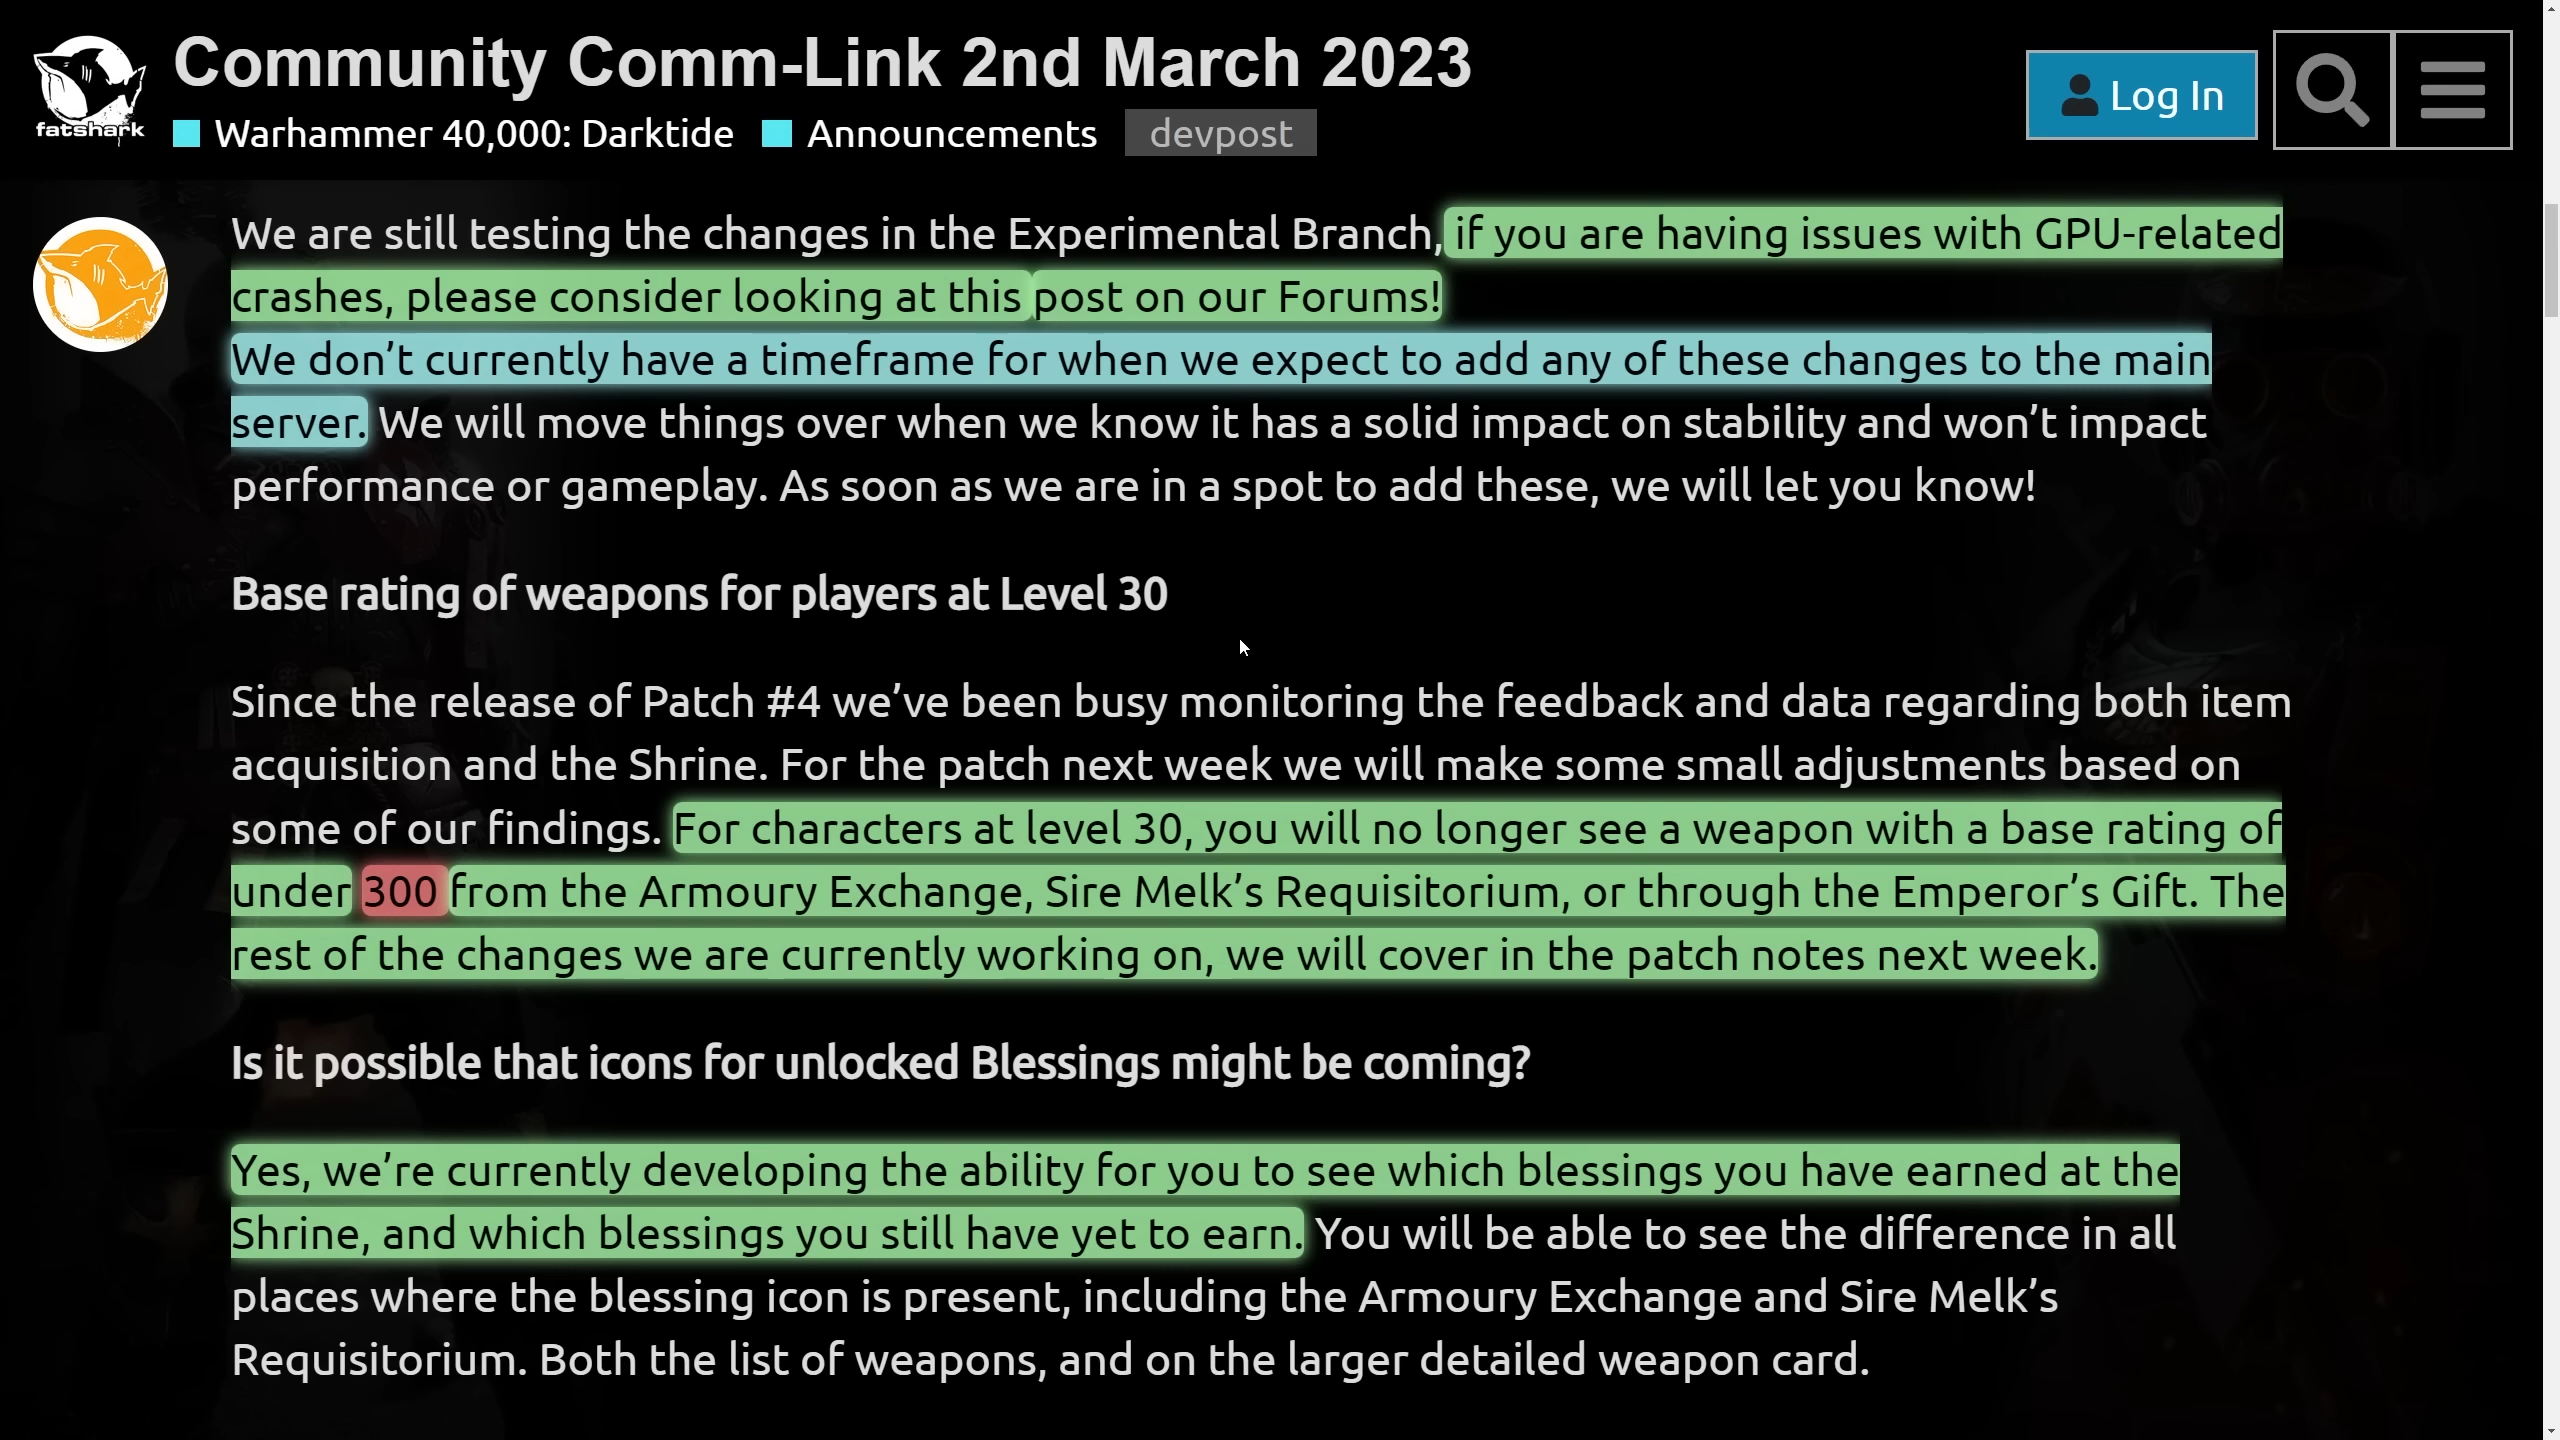 Community Comm-Link 2nd March 2023
fatshark
Warhammer 40,000: Darktide Announcements devpost
Log In
We are still testing the changes in the Experimental Branch, if you are having issues with GPU-related
crashes, please consider looking at this post on our Forums!
We don’t currently have a timeframe for when we expect to add any of these changes to the main
server. We will move things over when we know it has a solid impact on stability and won’t impact
performance or gameplay. As soon as we are in a spot to add these, we will let you know!
Base rating of weapons for players at Level 30
Since the release of Patch #4 we’ve been busy monitoring the feedback and data regarding both item
acquisition and the Shrine. For the patch next week we will make some small adjustments based on
some of our findings. For characters at level 30, you will no longer see a weapon with a base rating of
under 300 from the Armoury Exchange, Sire Melk’s Requisitorium, or through the Emperor’s Gift. The
rest of the changes we are currently working on, we will cover in the patch notes next week.
Is it possible that icons for unlocked Blessings might be coming?
Yes, we’re currently developing the ability for you to see which blessings you have earned at the
Shrine, and which blessings you still have yet to earn. You will be able to see the difference in all
places where the blessing icon is present, including the Armoury Exchange and Sire Melk’s
Requisitorium. Both the list of weapons, and on the larger detailed weapon card.